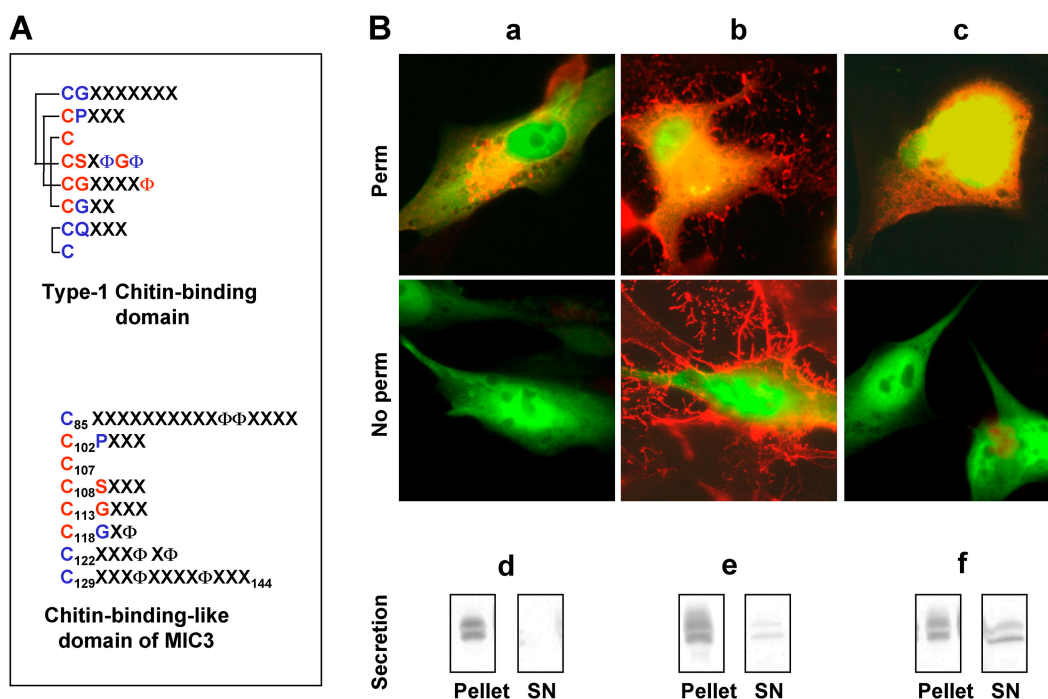 A
CGXXXXXXX
CPXXX
C
CSXΦGΦ
CGXXXXΦ
CGXX
CQXXX
C
Type-1 Chitin-binding
domain
C85 XXXXXXXXXXΦΦXXXX
C102PXXX
C107
C108SXXX
C113GXXX
C118GXΦ
C122XXXΦ XΦ
C129XXXΦXXXXΦXXX144
Chitin-binding-like
domain of MIC3
B
a b c
Perm
No perm
d e f
Secretion
Pellet SN Pellet SN Pellet SN